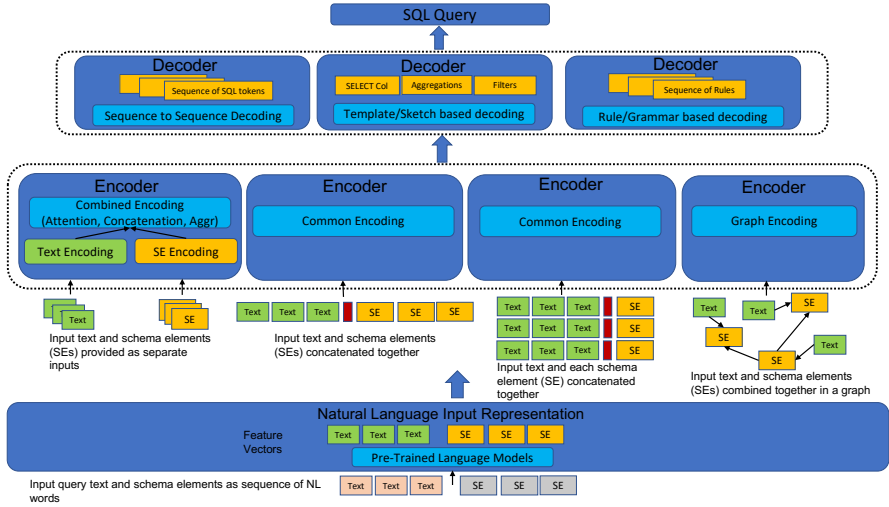 SQL Query
Decoder
Sequence of SQL tokens
Sequence to Sequence Decoding
Decoder
SELECT Col
Aggregations
Filters
Template/Sketch based decoding
Decoder
Sequence of Rules
Rule/Grammar based decoding
Encoder
Combined Encoding
(Attention, Concatenation, Aggr)
Text Encoding
SE Encoding
Encoder
Common Encoding
Encoder
Common Encoding
Encoder
Graph Encoding
Text
SE
Input text and schema elements
(SEs) provided as separate
inputs
Text Text Text SE SE SE
Input text and schema elements
(SEs) concatenated together
Text Text Text SE
Text Text Text SE
Text Text Text SE
Input text and each schema
element (SE) concatenated
together
Text
Text
SE
SE
SE
Text
Input text and schema elements
(SEs) combined together in a graph
Natural Language Input Representation
Feature
Vectors
Text Text Text SE SE SE
Pre-Trained Language Models
Input query text and schema elements as sequence of NL
words
Text Text Text SE SE SE